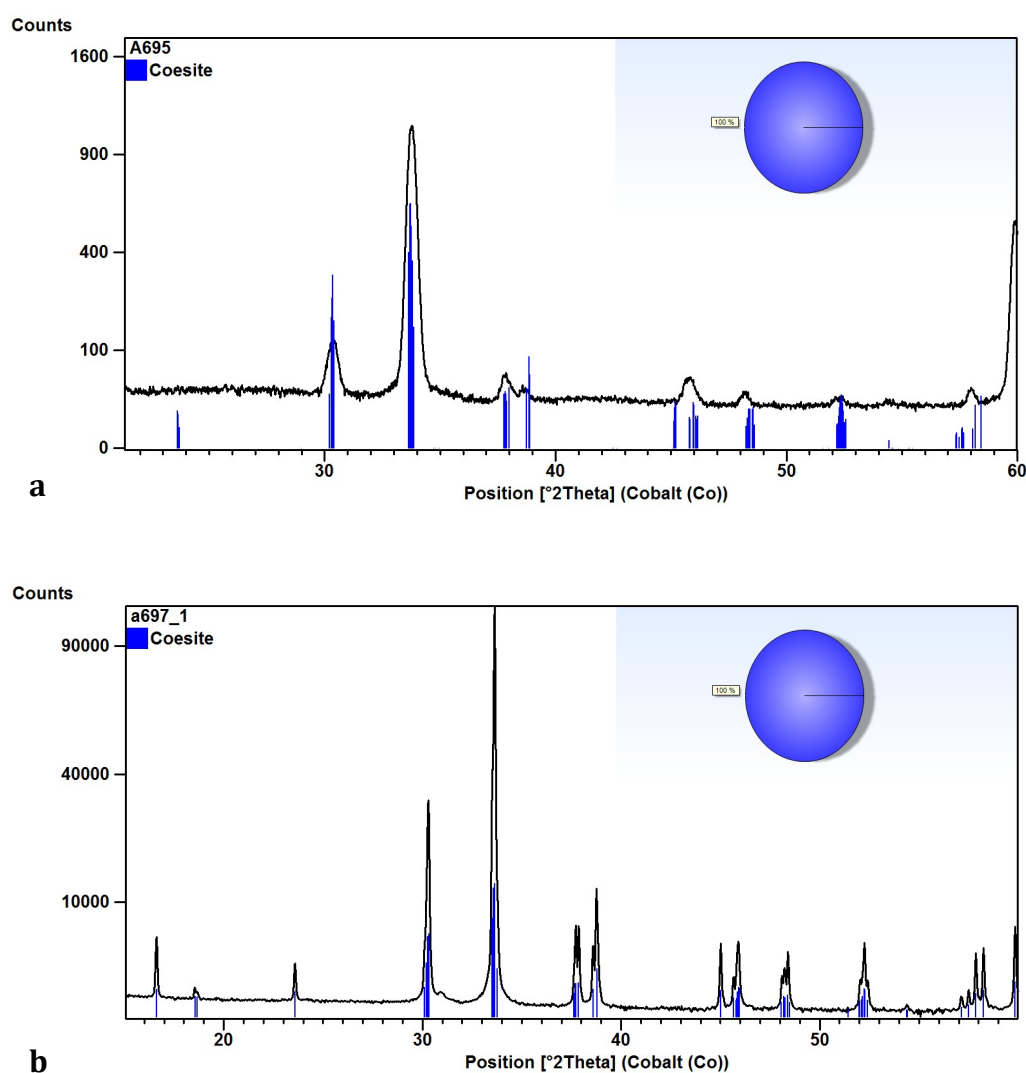 Counts
A695
Coesite
1600
900
400
100
0
100 %
30 40 50 60
Position [°2Theta] (Cobalt (Co))
a
Counts
a697_1
Coesite
90000
40000
10000
100 %
20 30 40 50
Position [°2Theta] (Cobalt (Co))
b